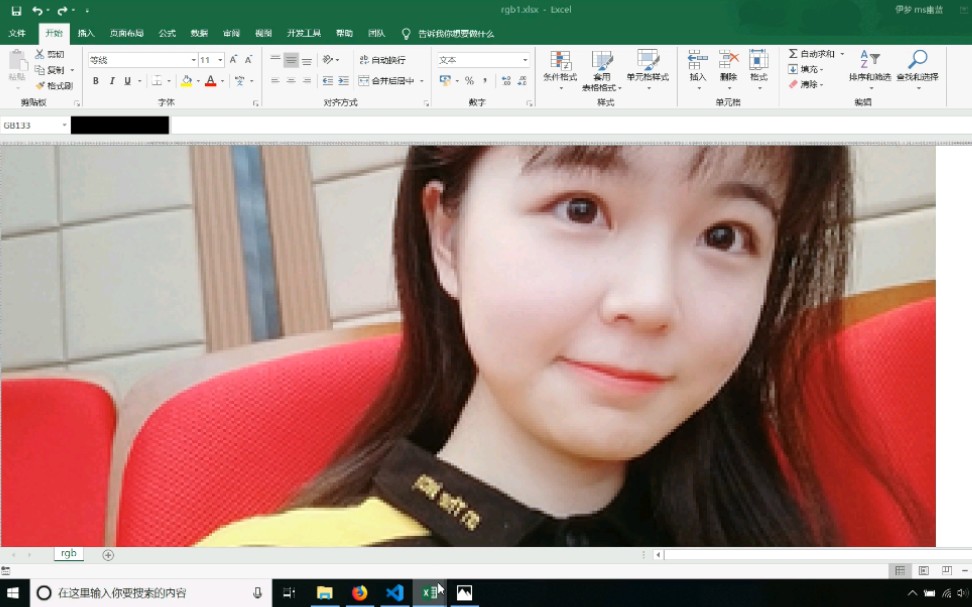 rgb1.xlsx - Excel
伊梦 ms幽蓝
文件 开始 插入 页面布局 公式 数据 审阅 视图 开发工具 帮助 团队 告诉我你想要做什么
粘贴 剪切 复制 格式刷
等线 11
B I U
自动换行
合并后居中
文本
条件格式 套用表格格式 单元格样式
插入 删除 格式
自动求和
填充
清除
排序和筛选 查找和选择
剪贴板 字体 对齐方式 数字 样式 单元格 编辑
GB133
rgb
在这里输入你要搜索的内容